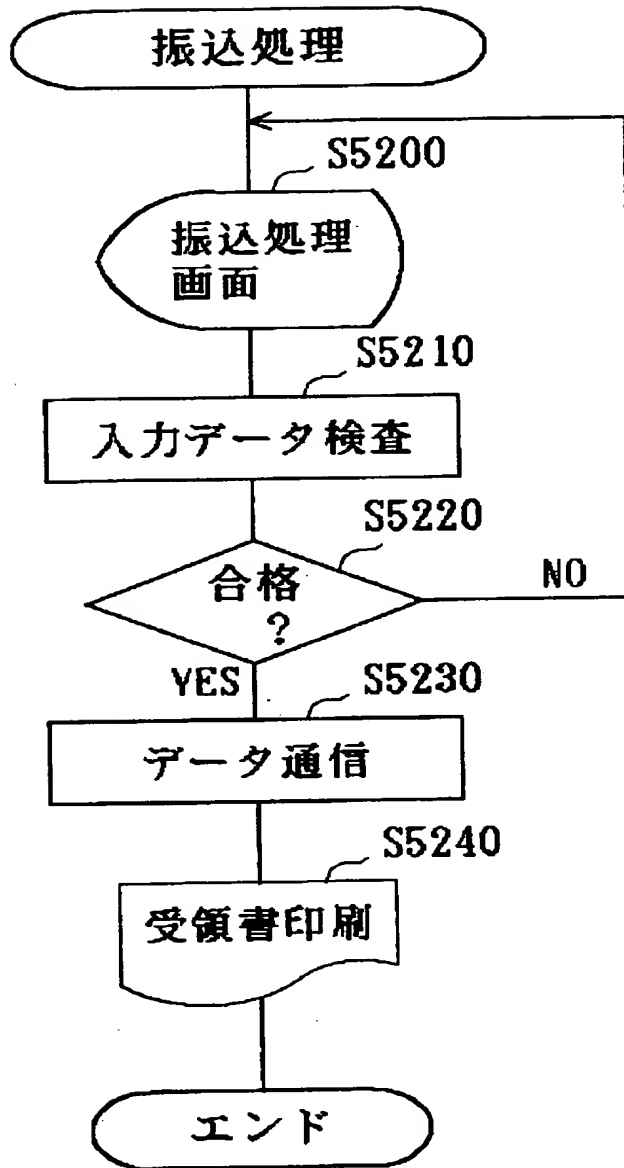 振込処理
S5200
振込処理
画面
S5210
入力データ検査
S5220
合格
?
NO
YES
S5230
データ通信
S5240
受領書印刷
エンド